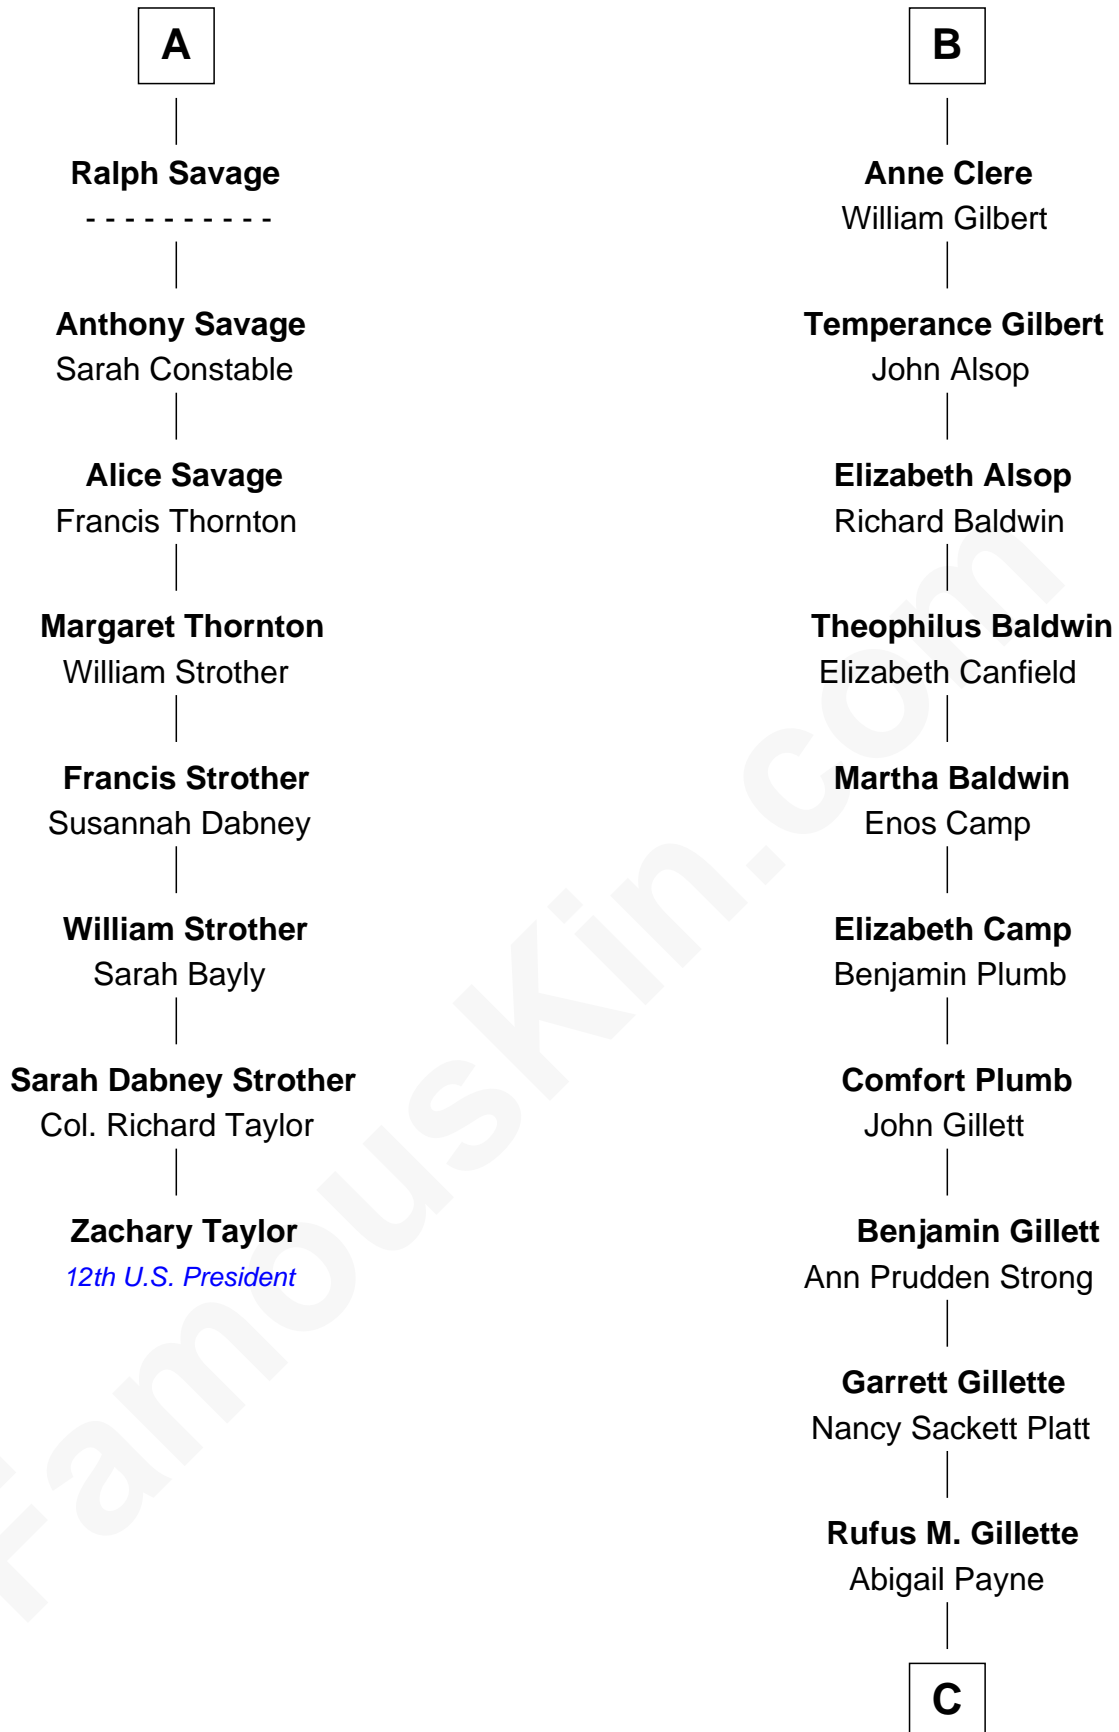 A
Ralph Savage
- - - - - - - - - -
Anthony Savage
Sarah Constable
Alice Savage
Francis Thornton
Margaret Thornton
William Strother
Francis Strother
Susannah Dabney
William Strother
Sarah Bayly
Sarah Dabney Strother
Col. Richard Taylor
Zachary Taylor
12th U.S. President
B
Anne Clere
William Gilbert
Temperance Gilbert
John Alsop
Elizabeth Alsop
Richard Baldwin
Theophilus Baldwin
Elizabeth Canfield
Martha Baldwin
Enos Camp
Elizabeth Camp
Benjamin Plumb
Comfort Plumb
John Gillett
Benjamin Gillett
Ann Prudden Strong
Garrett Gillette
Nancy Sackett Platt
Rufus M. Gillette
Abigail Payne
C
FamousKin.com